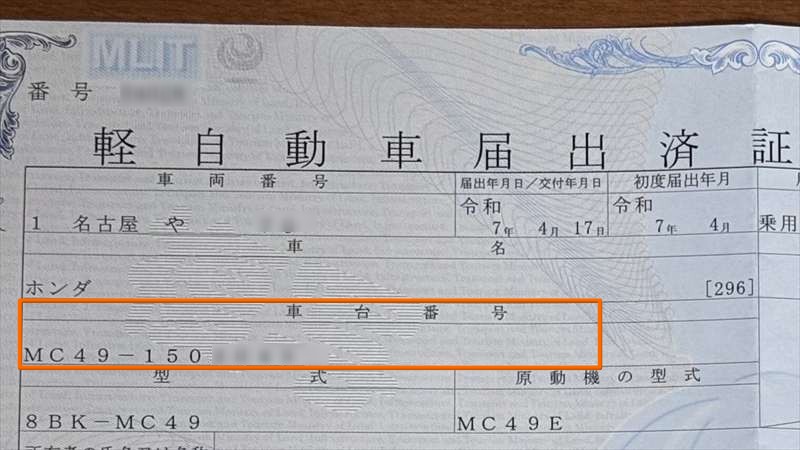 MLIT
番号
軽自動車届出済証
車両番号 届出年月日/交付年月日 初度届出年月
1 名古屋 や 令和 7年 4月 17日 令和 7年 4月 乗用
車名
ホンダ [296]
車台番号
MC49-150
型式 原動機の型式
8BK-MC49 MC49E